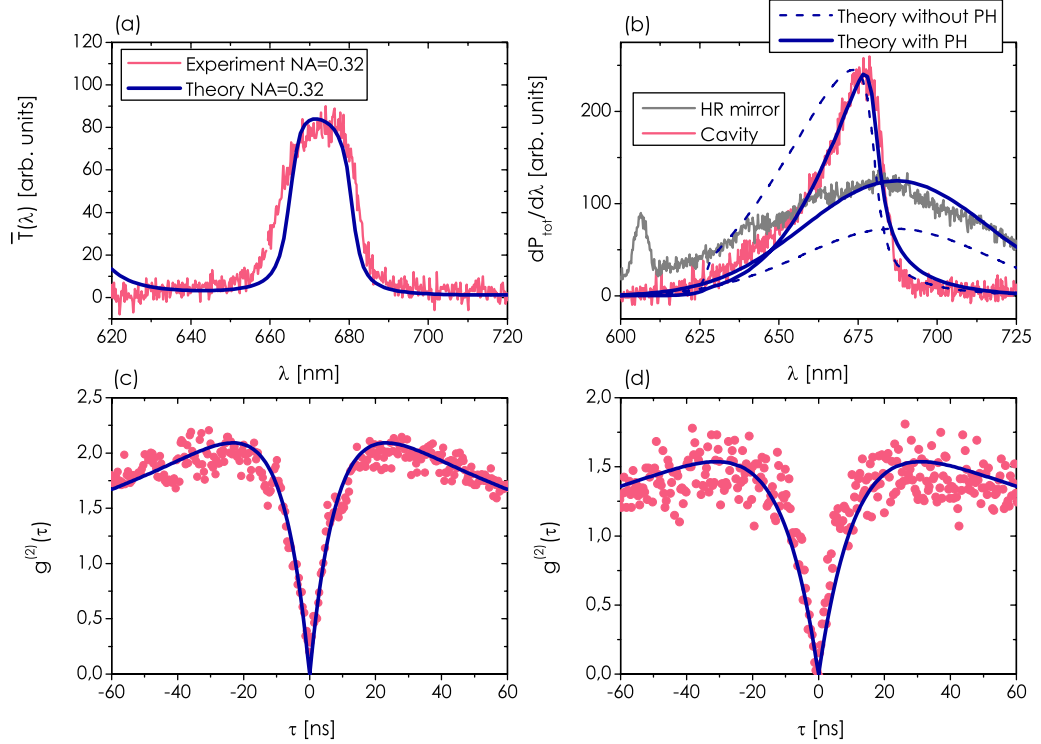 (a)
120
100
80
60
40
20
0
T̄(λ) [arb. units]
Experiment NA=0.32
Theory NA=0.32
620 640 660 680 700 720
λ [nm]
(b)
Theory without PH
Theory with PH
HR mirror
Cavity
200
100
0
dP_tot/dλ [arb. units]
600 625 650 675 700 725
λ [nm]
(c)
2,5
2,0
1,5
1,0
0,5
0,0
g^(2)(τ)
-60 -40 -20 0 20 40 60
τ [ns]
(d)
2,0
1,5
1,0
0,5
0,0
g^(2)(τ)
-60 -40 -20 0 20 40 60
τ [ns]